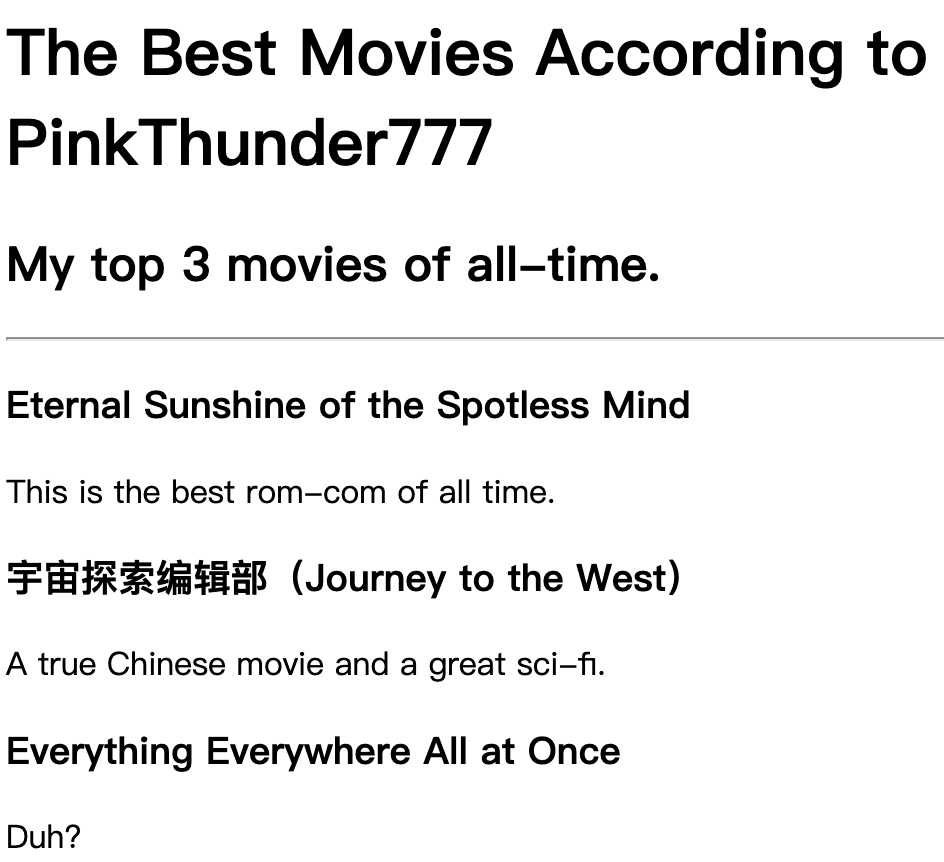 The Best Movies According to
PinkThunder777
My top 3 movies of all-time.
Eternal Sunshine of the Spotless Mind
This is the best rom-com of all time.
宇宙探索编辑部（Journey to the West）
A true Chinese movie and a great sci-fi.
Everything Everywhere All at Once
Duh?